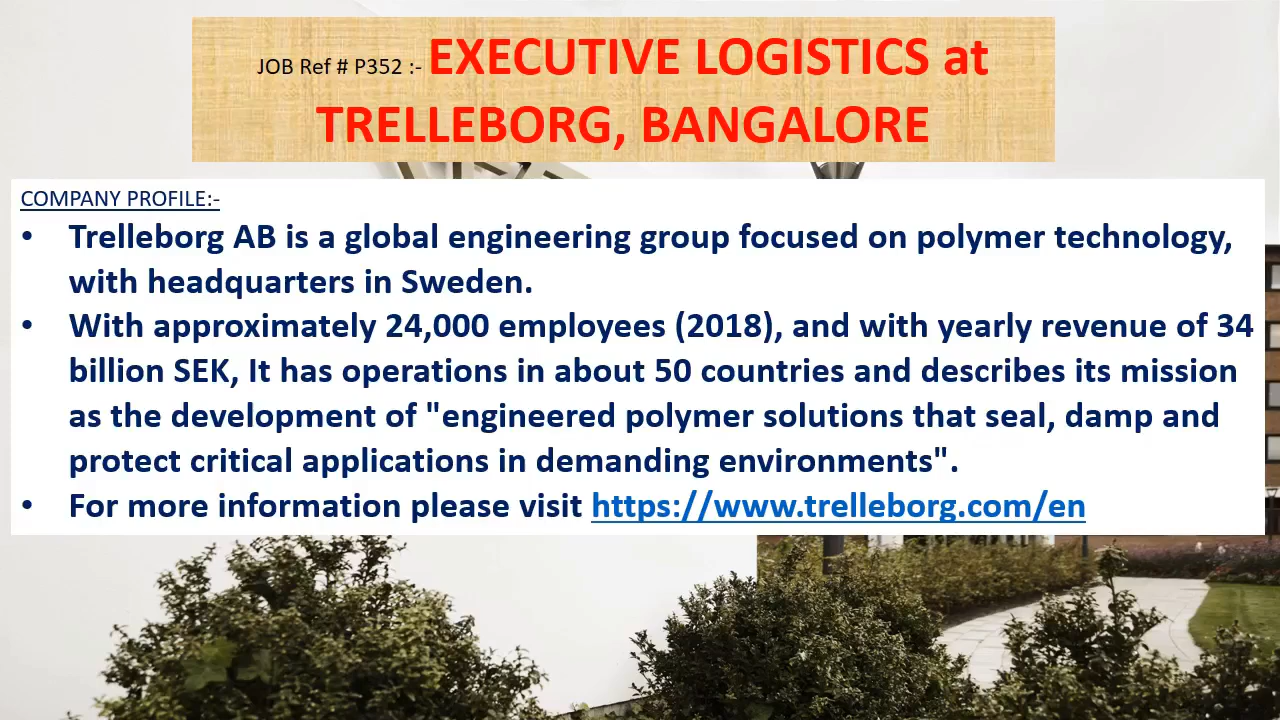 JOB Ref # P352 :- EXECUTIVE LOGISTICS at
TRELLEBORG, BANGALORE
COMPANY PROFILE:-
• Trelleborg AB is a global engineering group focused on polymer technology,
with headquarters in Sweden.
• With approximately 24,000 employees (2018), and with yearly revenue of 34
billion SEK, It has operations in about 50 countries and describes its mission
as the development of "engineered polymer solutions that seal, damp and
protect critical applications in demanding environments".
• For more information please visit https://www.trelleborg.com/en